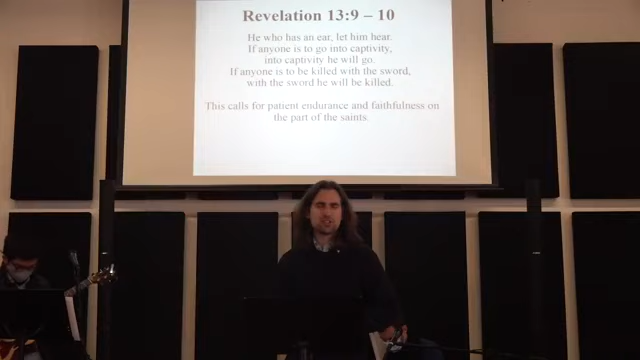 Revelation 13:9 – 10
He who has an ear, let him hear.
If anyone is to go into captivity,
into captivity he will go.
If anyone is to be killed with the sword,
with the sword he will be killed.
This calls for patient endurance and faithfulness on
the part of the saints.